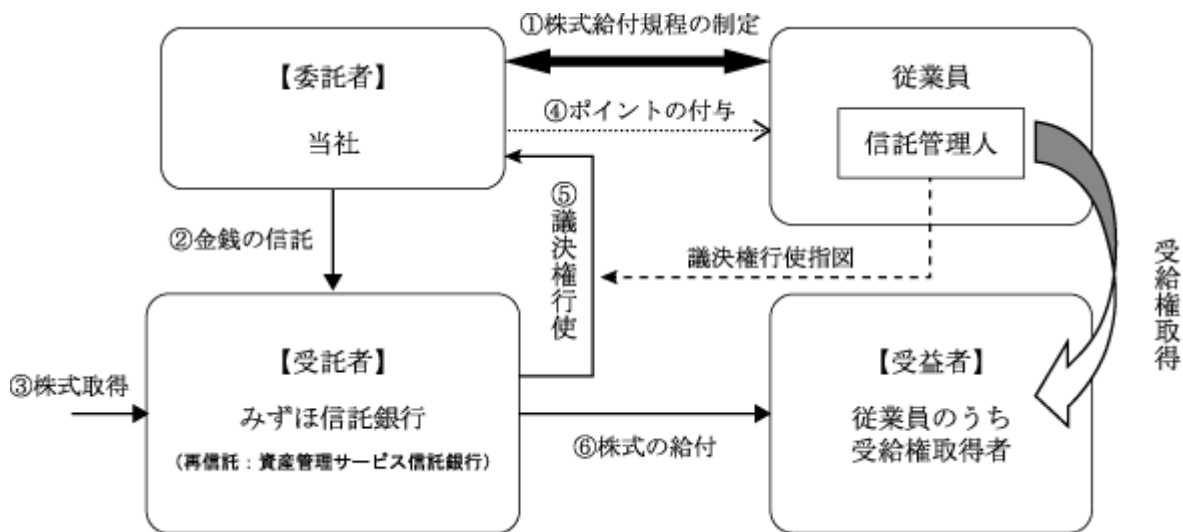 ①株式給付規程の制定
【委託者】
当社
従業員
信託管理人
④ポイントの付与
②金銭の信託
⑤議決権行使
議決権行使指図
受給権取得
③株式取得
【受託者】
みずほ信託銀行
(再信託:資産管理サービス信託銀行)
⑥株式の給付
【受益者】
従業員のうち
受給権取得者